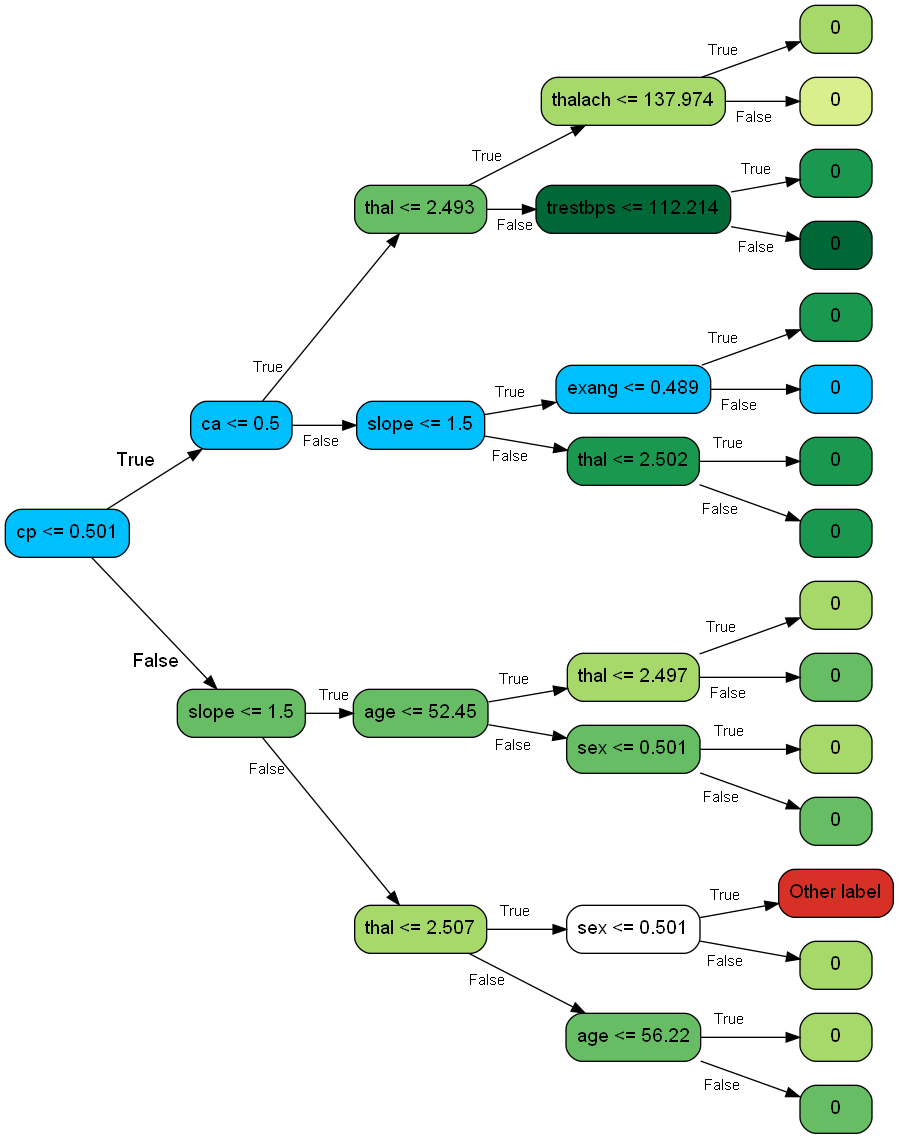 0
True
thalach <= 137.974
0
False
True
0
True
thal <= 2.493
trestbps <= 112.214
False
0
False
0
True
True
exang <= 0.489
0
True
False
ca <= 0.5
slope <= 1.5
False
True
thal <= 2.502
0
False
True
False
cp <= 0.501
0
0
True
False
True
thal <= 2.497
0
True
False
slope <= 1.5
age <= 52.45
True
sex <= 0.501
0
False
False
False
0
True
Other label
True
thal <= 2.507
sex <= 0.501
False
0
False
True
age <= 56.22
0
False
0